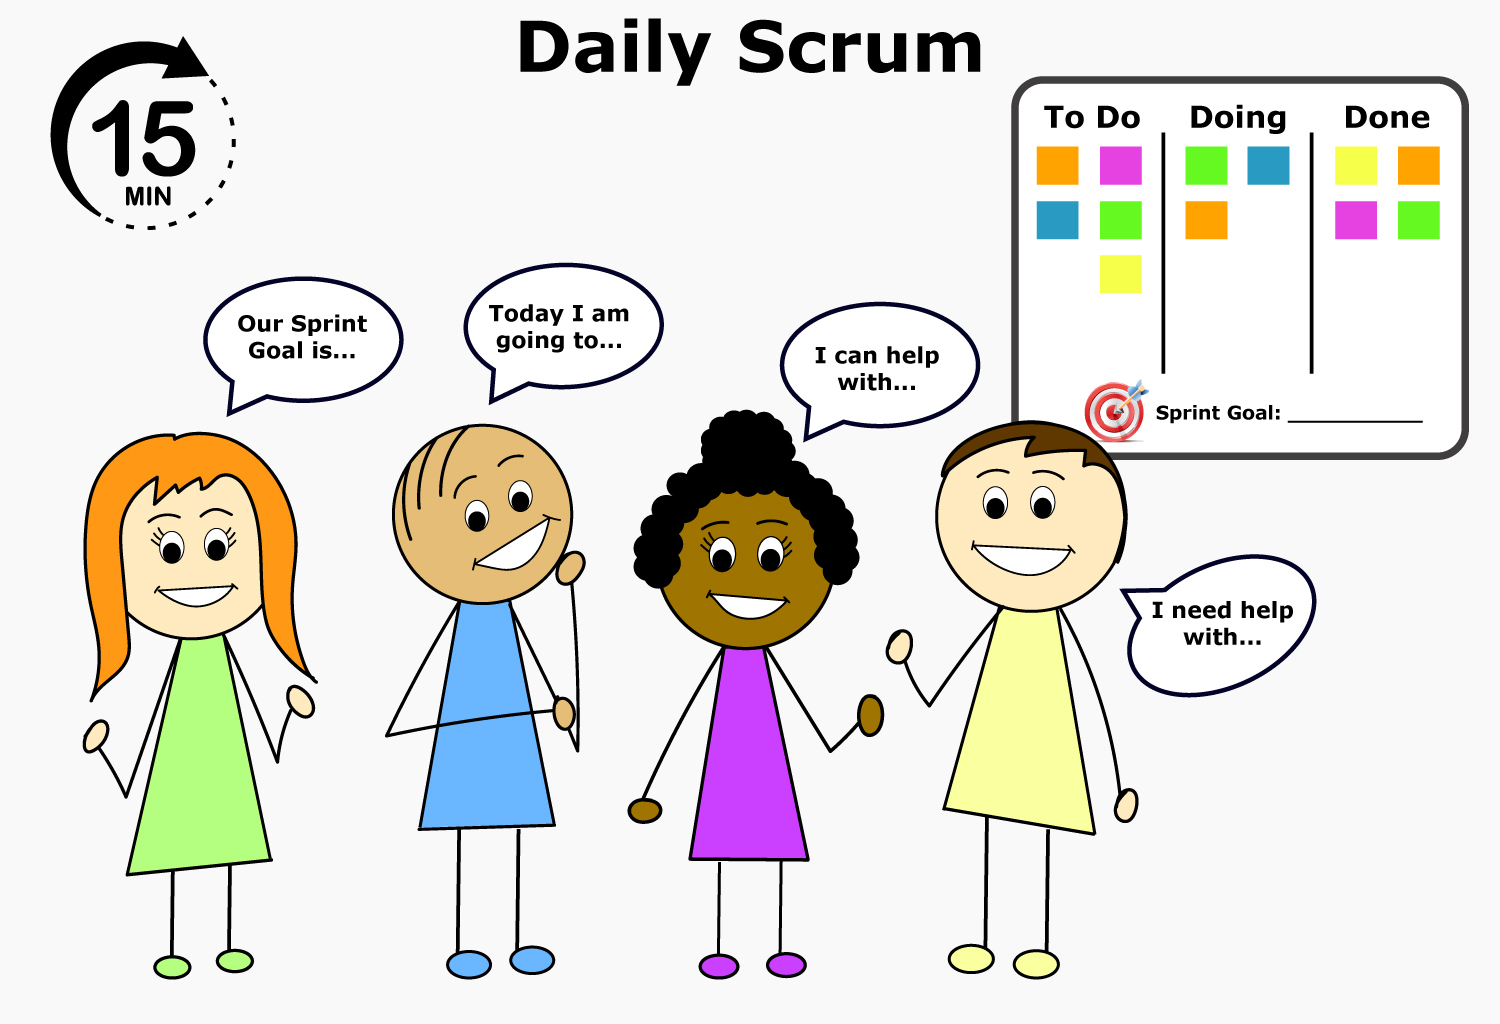 Daily Scrum
15
MIN
To Do
Doing
Done
Our Sprint
Goal is...
Today I am
going to...
I can help
with...
Sprint Goal: ____________
I need help
with...